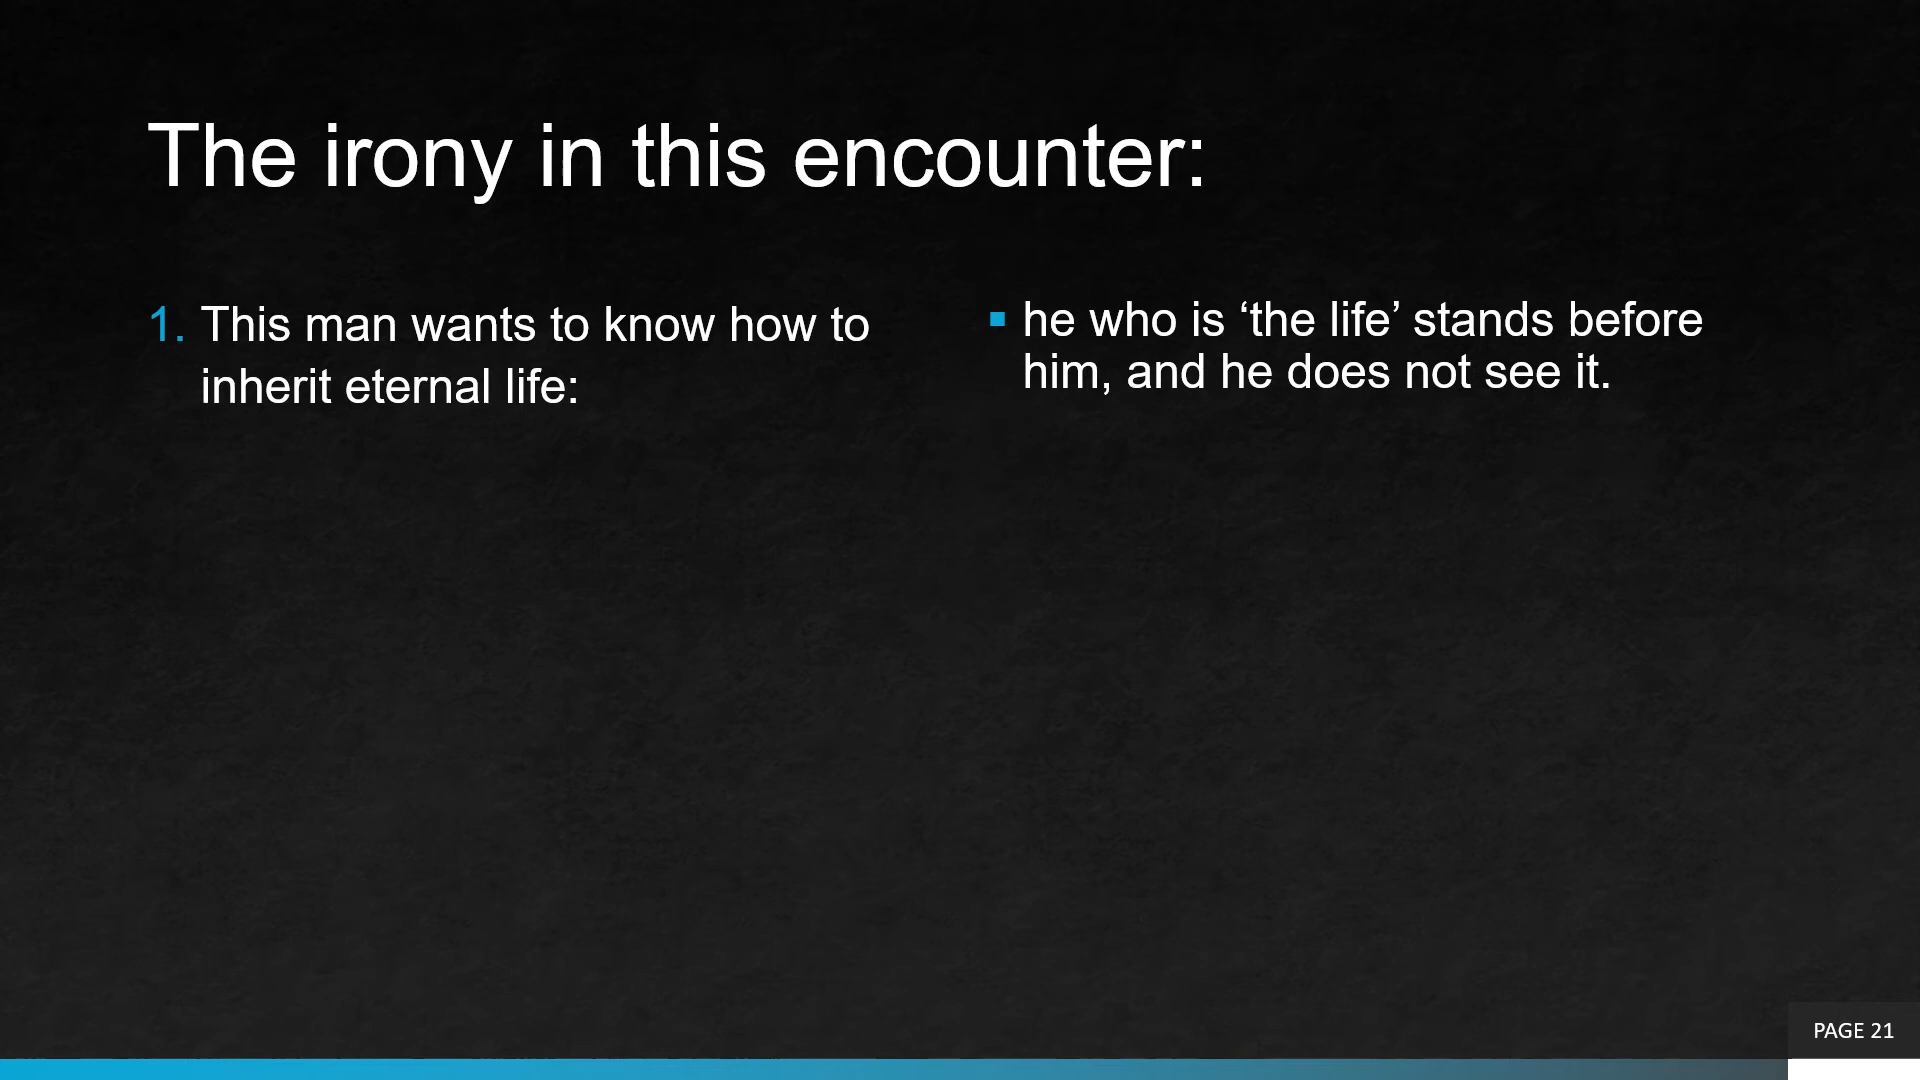 The irony in this encounter:
1. This man wants to know how to
inherit eternal life:
▪ he who is ‘the life’ stands before
him, and he does not see it.
PAGE 21